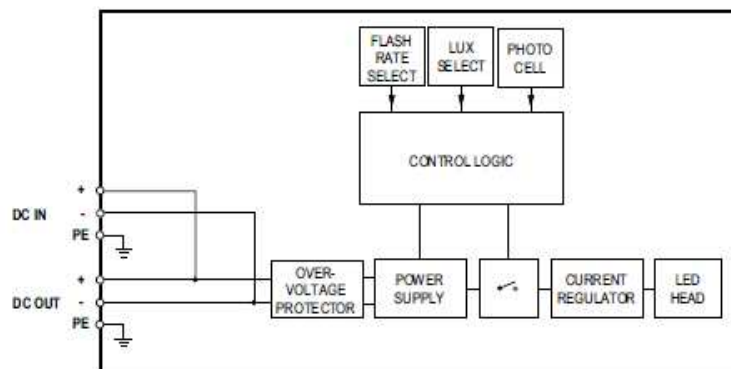 FLASH
RATE
SELECT
LUX
SELECT
PHOTO
CELL
CONTROL LOGIC
+
DC IN
-
PE
+
DC OUT
-
PE
OVER-
VOLTAGE
PROTECTOR
POWER
SUPPLY
CURRENT
REGULATOR
LED
HEAD